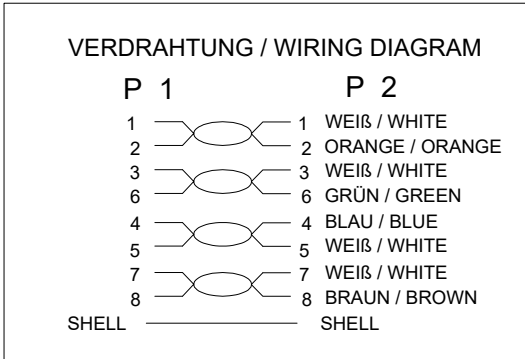 VERDRAHTUNG / WIRING DIAGRAM
P 1 P 2
1 1 WEIß / WHITE
2 2 ORANGE / ORANGE
3 3 WEIß / WHITE
6 6 GRÜN / GREEN
4 4 BLAU / BLUE
5 5 WEIß / WHITE
7 7 WEIß / WHITE
8 8 BRAUN / BROWN
SHELL SHELL